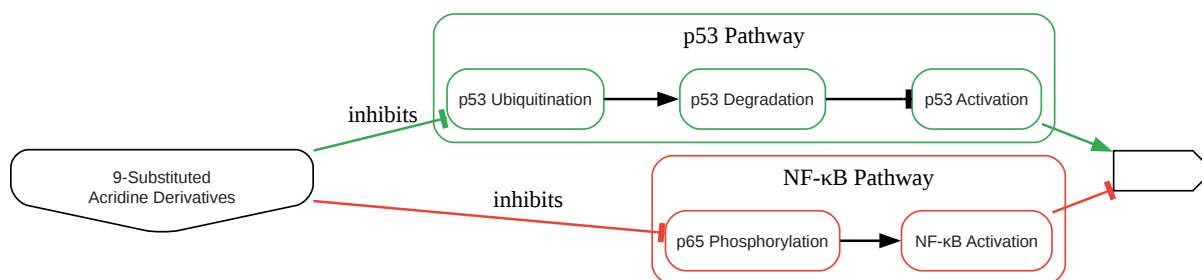 p53 Pathway
p53 Ubiquitination
p53 Degradation
p53 Activation
inhibits
9-Substituted
Acridine Derivatives
NF-κB Pathway
inhibits
p65 Phosphorylation
NF-κB Activation